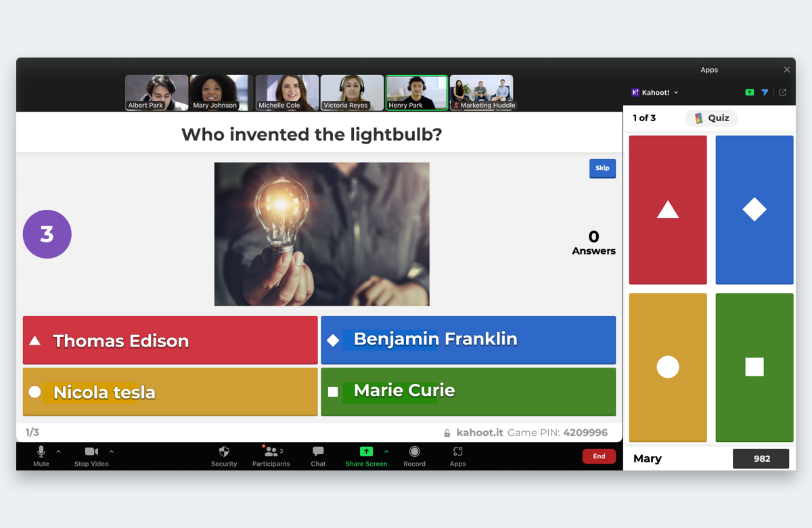 Apps
Albert Park
Mary Johnson
Michelle Cole
Victoria Reyes
Henry Park
Marketing Huddle
K! Kahoot!
Who invented the lightbulb?
1 of 3
Quiz
Skip
3
0
Answers
Thomas Edison
Benjamin Franklin
Nicola tesla
Marie Curie
1/3
kahoot.it Game PIN: 4209996
Mute
Stop Video
Security
Participants
3
Chat
Share Screen
Record
Apps
End
Mary
982